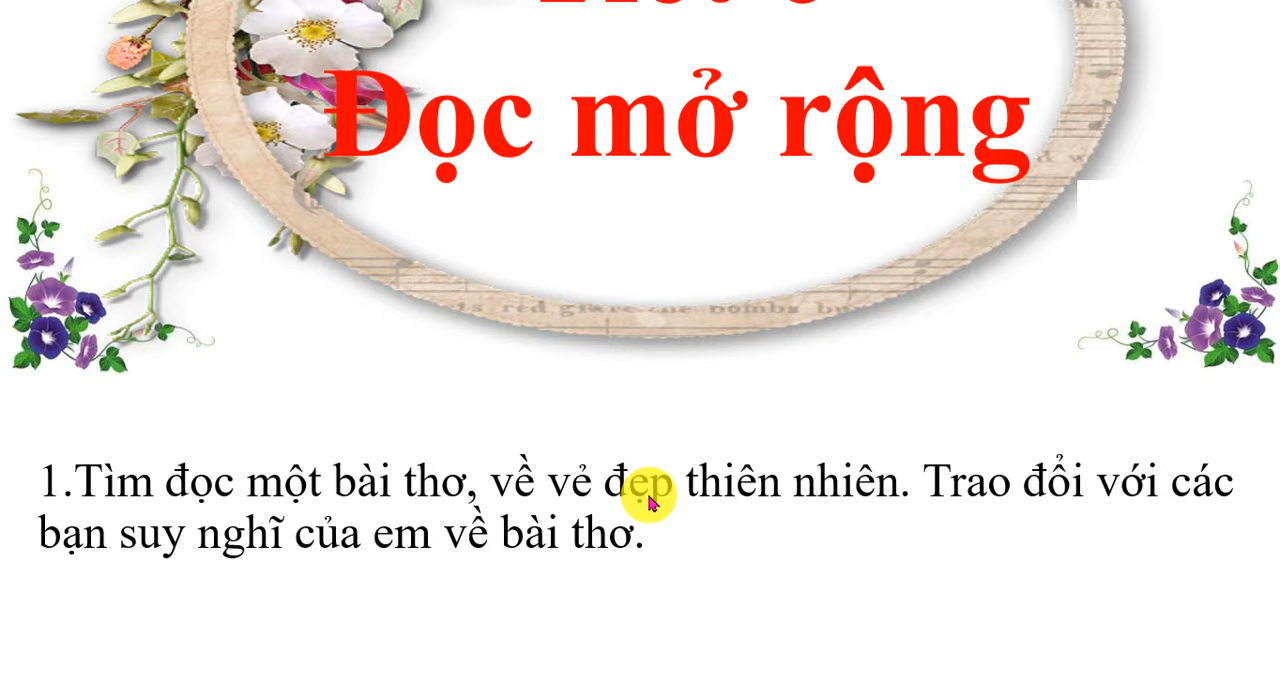 Đọc mở rộng
1.Tìm đọc một bài thơ, về vẻ đẹp thiên nhiên. Trao đổi với các
bạn suy nghĩ của em về bài thơ.